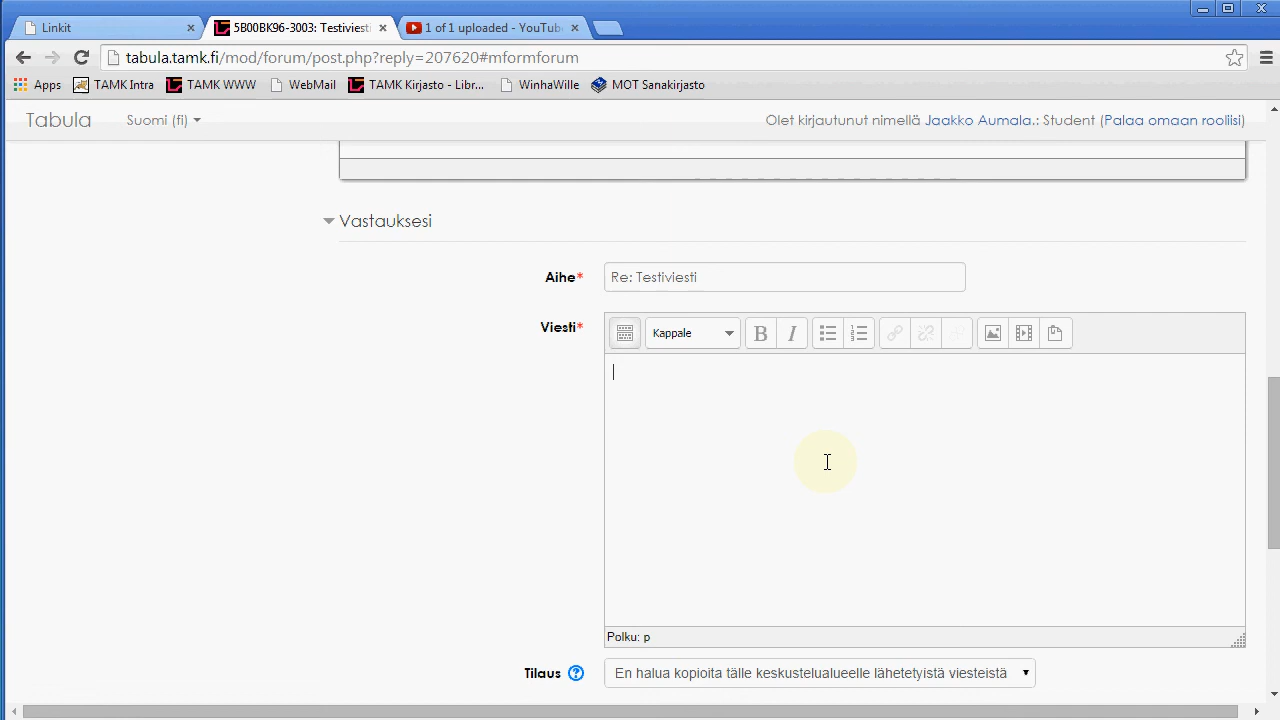 Linkit
5B00BK96-3003: Testiviesti
1 of 1 uploaded - YouTub
tabula.tamk.fi/mod/forum/post.php?reply=207620#mformforum
Apps
TAMK Intra
TAMK WWW
WebMail
TAMK Kirjasto - Libr...
WinhaWille
MOT Sanakirjasto
Tabula
Suomi (fi)
Olet kirjautunut nimellä Jaakko Aumala.: Student (Palaa omaan rooliisi)
Vastauksesi
Aihe*
Re: Testiviesti
Viesti*
Kappale
B
I
Polku: p
Tilaus
?
En halua kopioita tälle keskustelualueelle lähetetyistä viesteistä